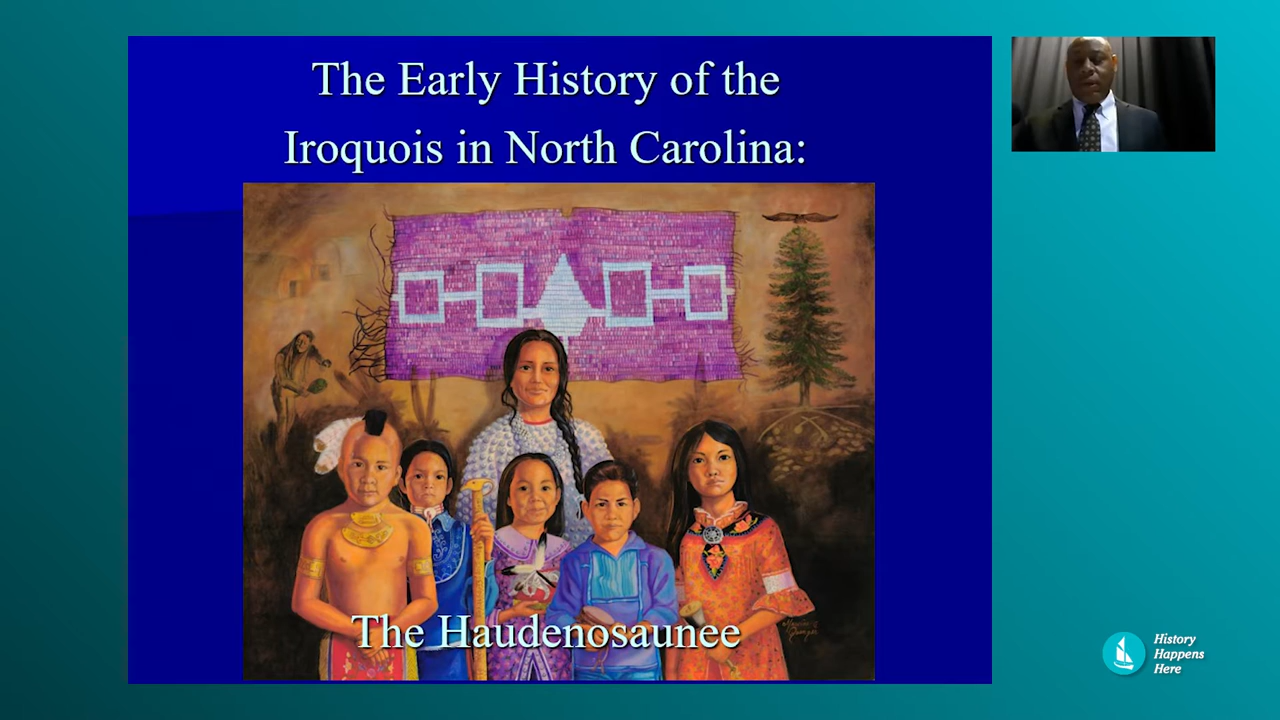 The Early History of the
Iroquois in North Carolina:
The Haudenosaunee
History
Happens
Here